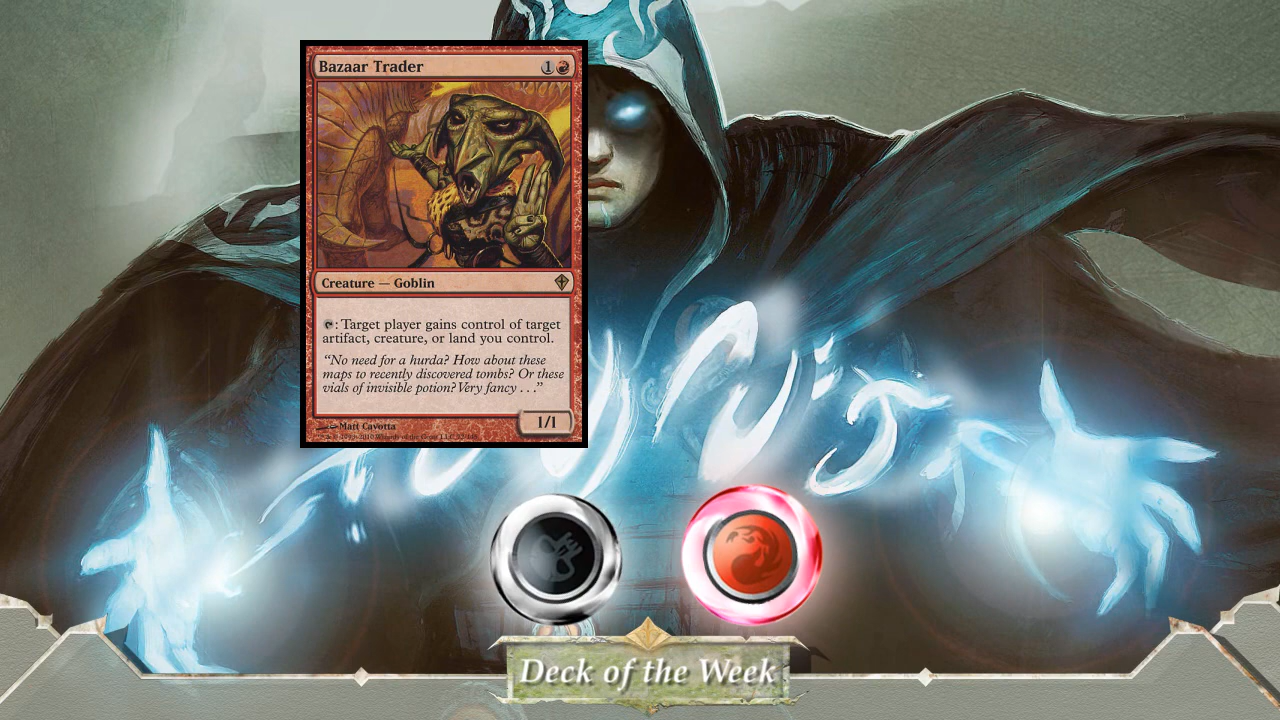 Bazaar Trader 1
Creature — Goblin
: Target player gains control of target
artifact, creature, or land you control.
“No need for a hurda? How about these
maps to recently discovered tombs? Or these
vials of invisible potion? Very fancy . . .”
1/1
Matt Cavotta
Deck of the Week